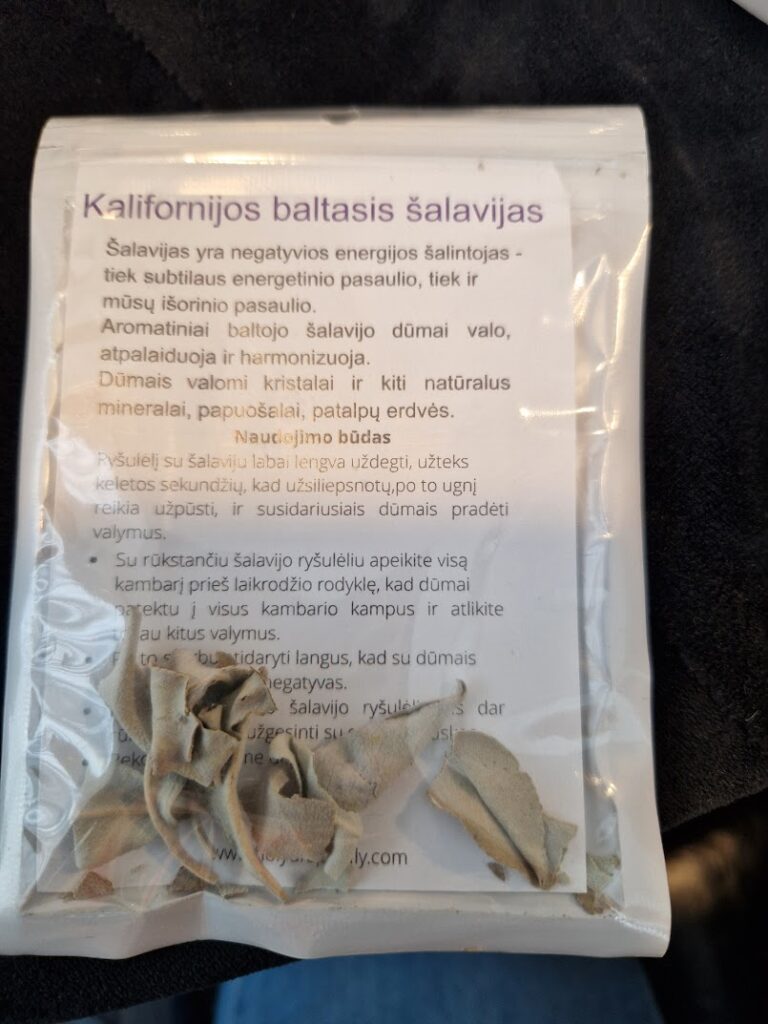 Kalifornijos baltasis šalavijas
Šalavijas yra negatyvios energijos šalintojas -
tiek subtilaus energetinio pasaulio, tiek ir
mūsų išorinio pasaulio.
Aromatiniai baltojo šalavijo dūmai valo,
atpalaiduoja ir harmonizuoja.
Dūmais valomi kristalai ir kiti natūralus
mineralai, papuošalai, patalpų erdvės.
Naudojimo būdas
Ryšulėlį su šalaviju labai lengva uždegti, užteks
keletos sekundžių, kad užsiliepsnotų,po to ugnį
reikia užpūsti, ir susidariusiais dūmais pradėti
valymus.
• Su rūkstančiu šalavijo ryšulėliu apeikite visą
kambarį prieš laikrodžio rodyklę, kad dūmai
patektu į visus kambario kampus ir atlikite
kitus valymus.
• to langus, kad su dūmais
negatyvas.
• šalavijo dar
užgesinti su
•